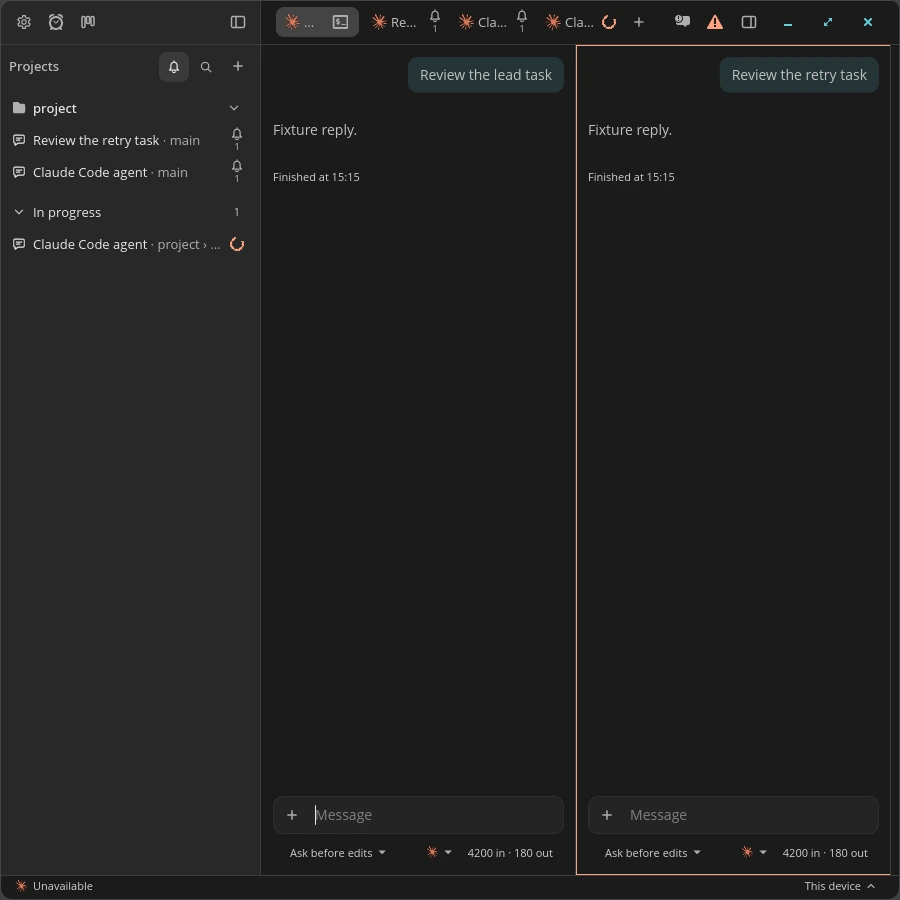 ... $_ Re... 1 Cla... 1 Cla...
Projects
project
Review the retry task · main 1
Claude Code agent · main 1
In progress 1
Claude Code agent · project › ...
Review the lead task
Fixture reply.
Finished at 15:15
Message
Ask before edits 4200 in · 180 out
Review the retry task
Fixture reply.
Finished at 15:15
Message
Ask before edits 4200 in · 180 out
Unavailable This device